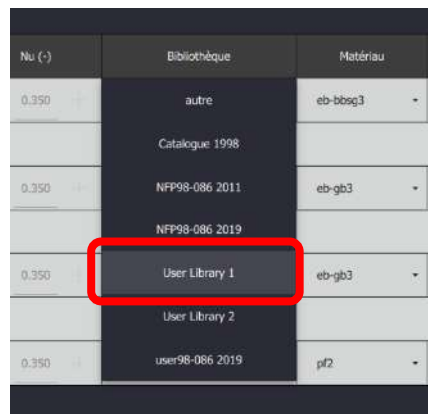 Nu (-) Bibliothèque Matériau
0.350 autre eb-bbsg3
Catalogue 1998
0.350 NFP98-086 2011 eb-gb3
NFP98-086 2019
0.350 User Library 1 eb-gb3
User Library 2
0.350 user98-086 2019 pf2